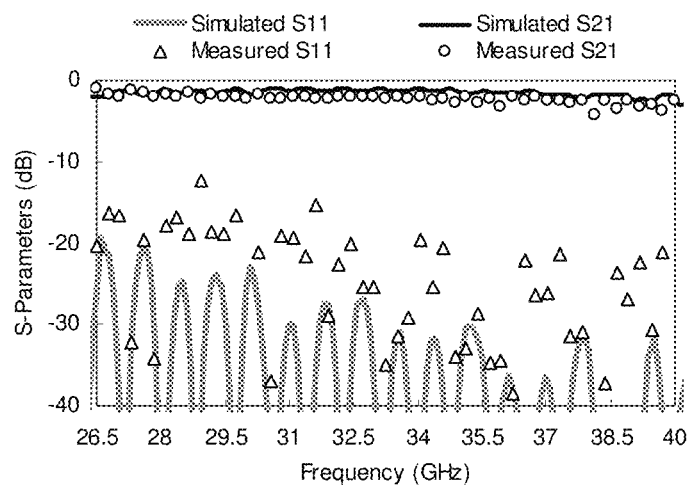 Simulated S11 Simulated S21
Measured S11 Measured S21
0
-10
-20
-30
-40
S-Parameters (dB)
26.5 28 29.5 31 32.5 34 35.5 37 38.5 40
Frequency (GHz)